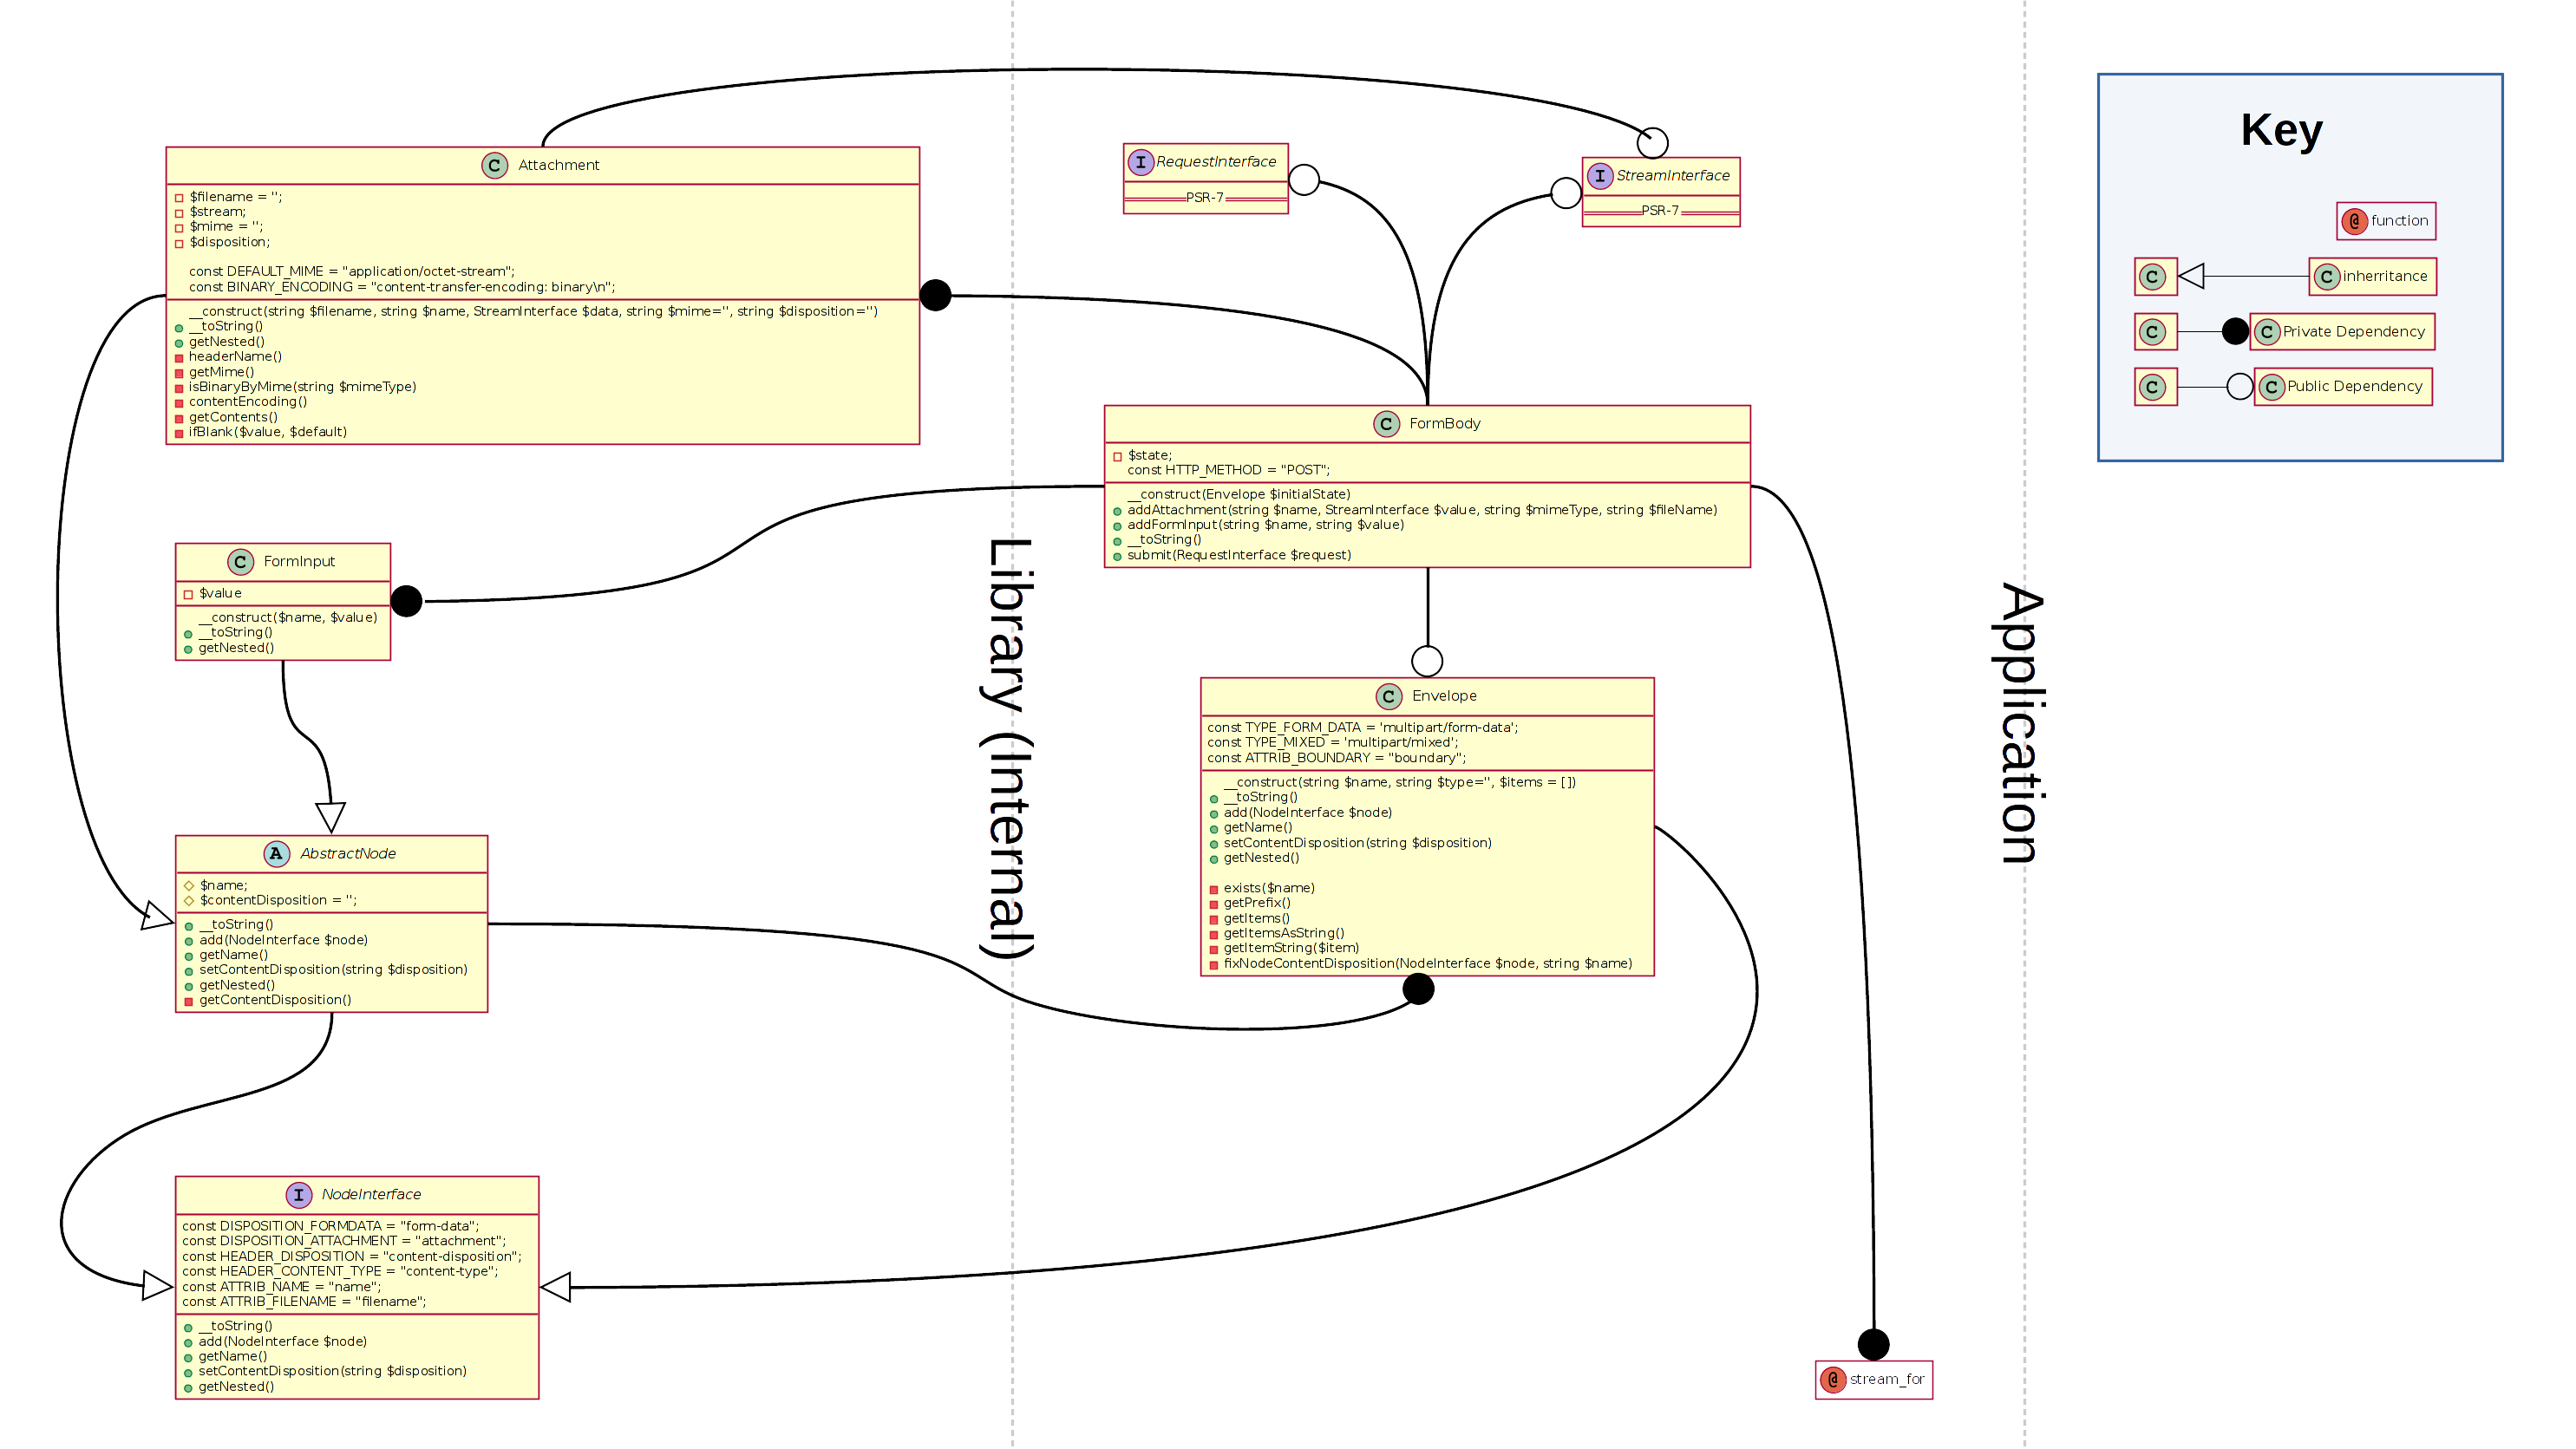 C Attachment
$filename = '';
$stream;
$mime = '';
$disposition;
const DEFAULT_MIME = "application/octet-stream";
const BINARY_ENCODING = "content-transfer-encoding: binary\n";
__construct(string $filename, string $name, StreamInterface $data, string $mime='', string $disposition='')
__toString()
getNested()
headerName()
getMime()
isBinaryByMime(string $mimeType)
contentEncoding()
getContents()
ifBlank($value, $default)
I RequestInterface
PSR-7
I StreamInterface
PSR-7
C FormBody
$state;
const HTTP_METHOD = "POST";
__construct(Envelope $initialState)
addAttachment(string $name, StreamInterface $value, string $mimeType, string $fileName)
addFormInput(string $name, string $value)
__toString()
submit(RequestInterface $request)
C FormInput
$value
__construct($name, $value)
__toString()
getNested()
C Envelope
const TYPE_FORM_DATA = 'multipart/form-data';
const TYPE_MIXED = 'multipart/mixed';
const ATTRIB_BOUNDARY = "boundary";
__construct(string $name, string $type='', $items = [])
__toString()
add(NodeInterface $node)
getName()
setContentDisposition(string $disposition)
getNested()
exists($name)
getPrefix()
getItems()
getItemsAsString()
getItemString($item)
fixNodeContentDisposition(NodeInterface $node, string $name)
A AbstractNode
$name;
$contentDisposition = '';
__toString()
add(NodeInterface $node)
getName()
setContentDisposition(string $disposition)
getNested()
getContentDisposition()
I NodeInterface
const DISPOSITION_FORMDATA = "form-data";
const DISPOSITION_ATTACHMENT = "attachment";
const HEADER_DISPOSITION = "content-disposition";
const HEADER_CONTENT_TYPE = "content-type";
const ATTRIB_NAME = "name";
const ATTRIB_FILENAME = "filename";
__toString()
add(NodeInterface $node)
getName()
setContentDisposition(string $disposition)
getNested()
@ stream_for
Library (Internal)
Application
Key
@ function
C C inherritance
C C Private Dependency
C C Public Dependency